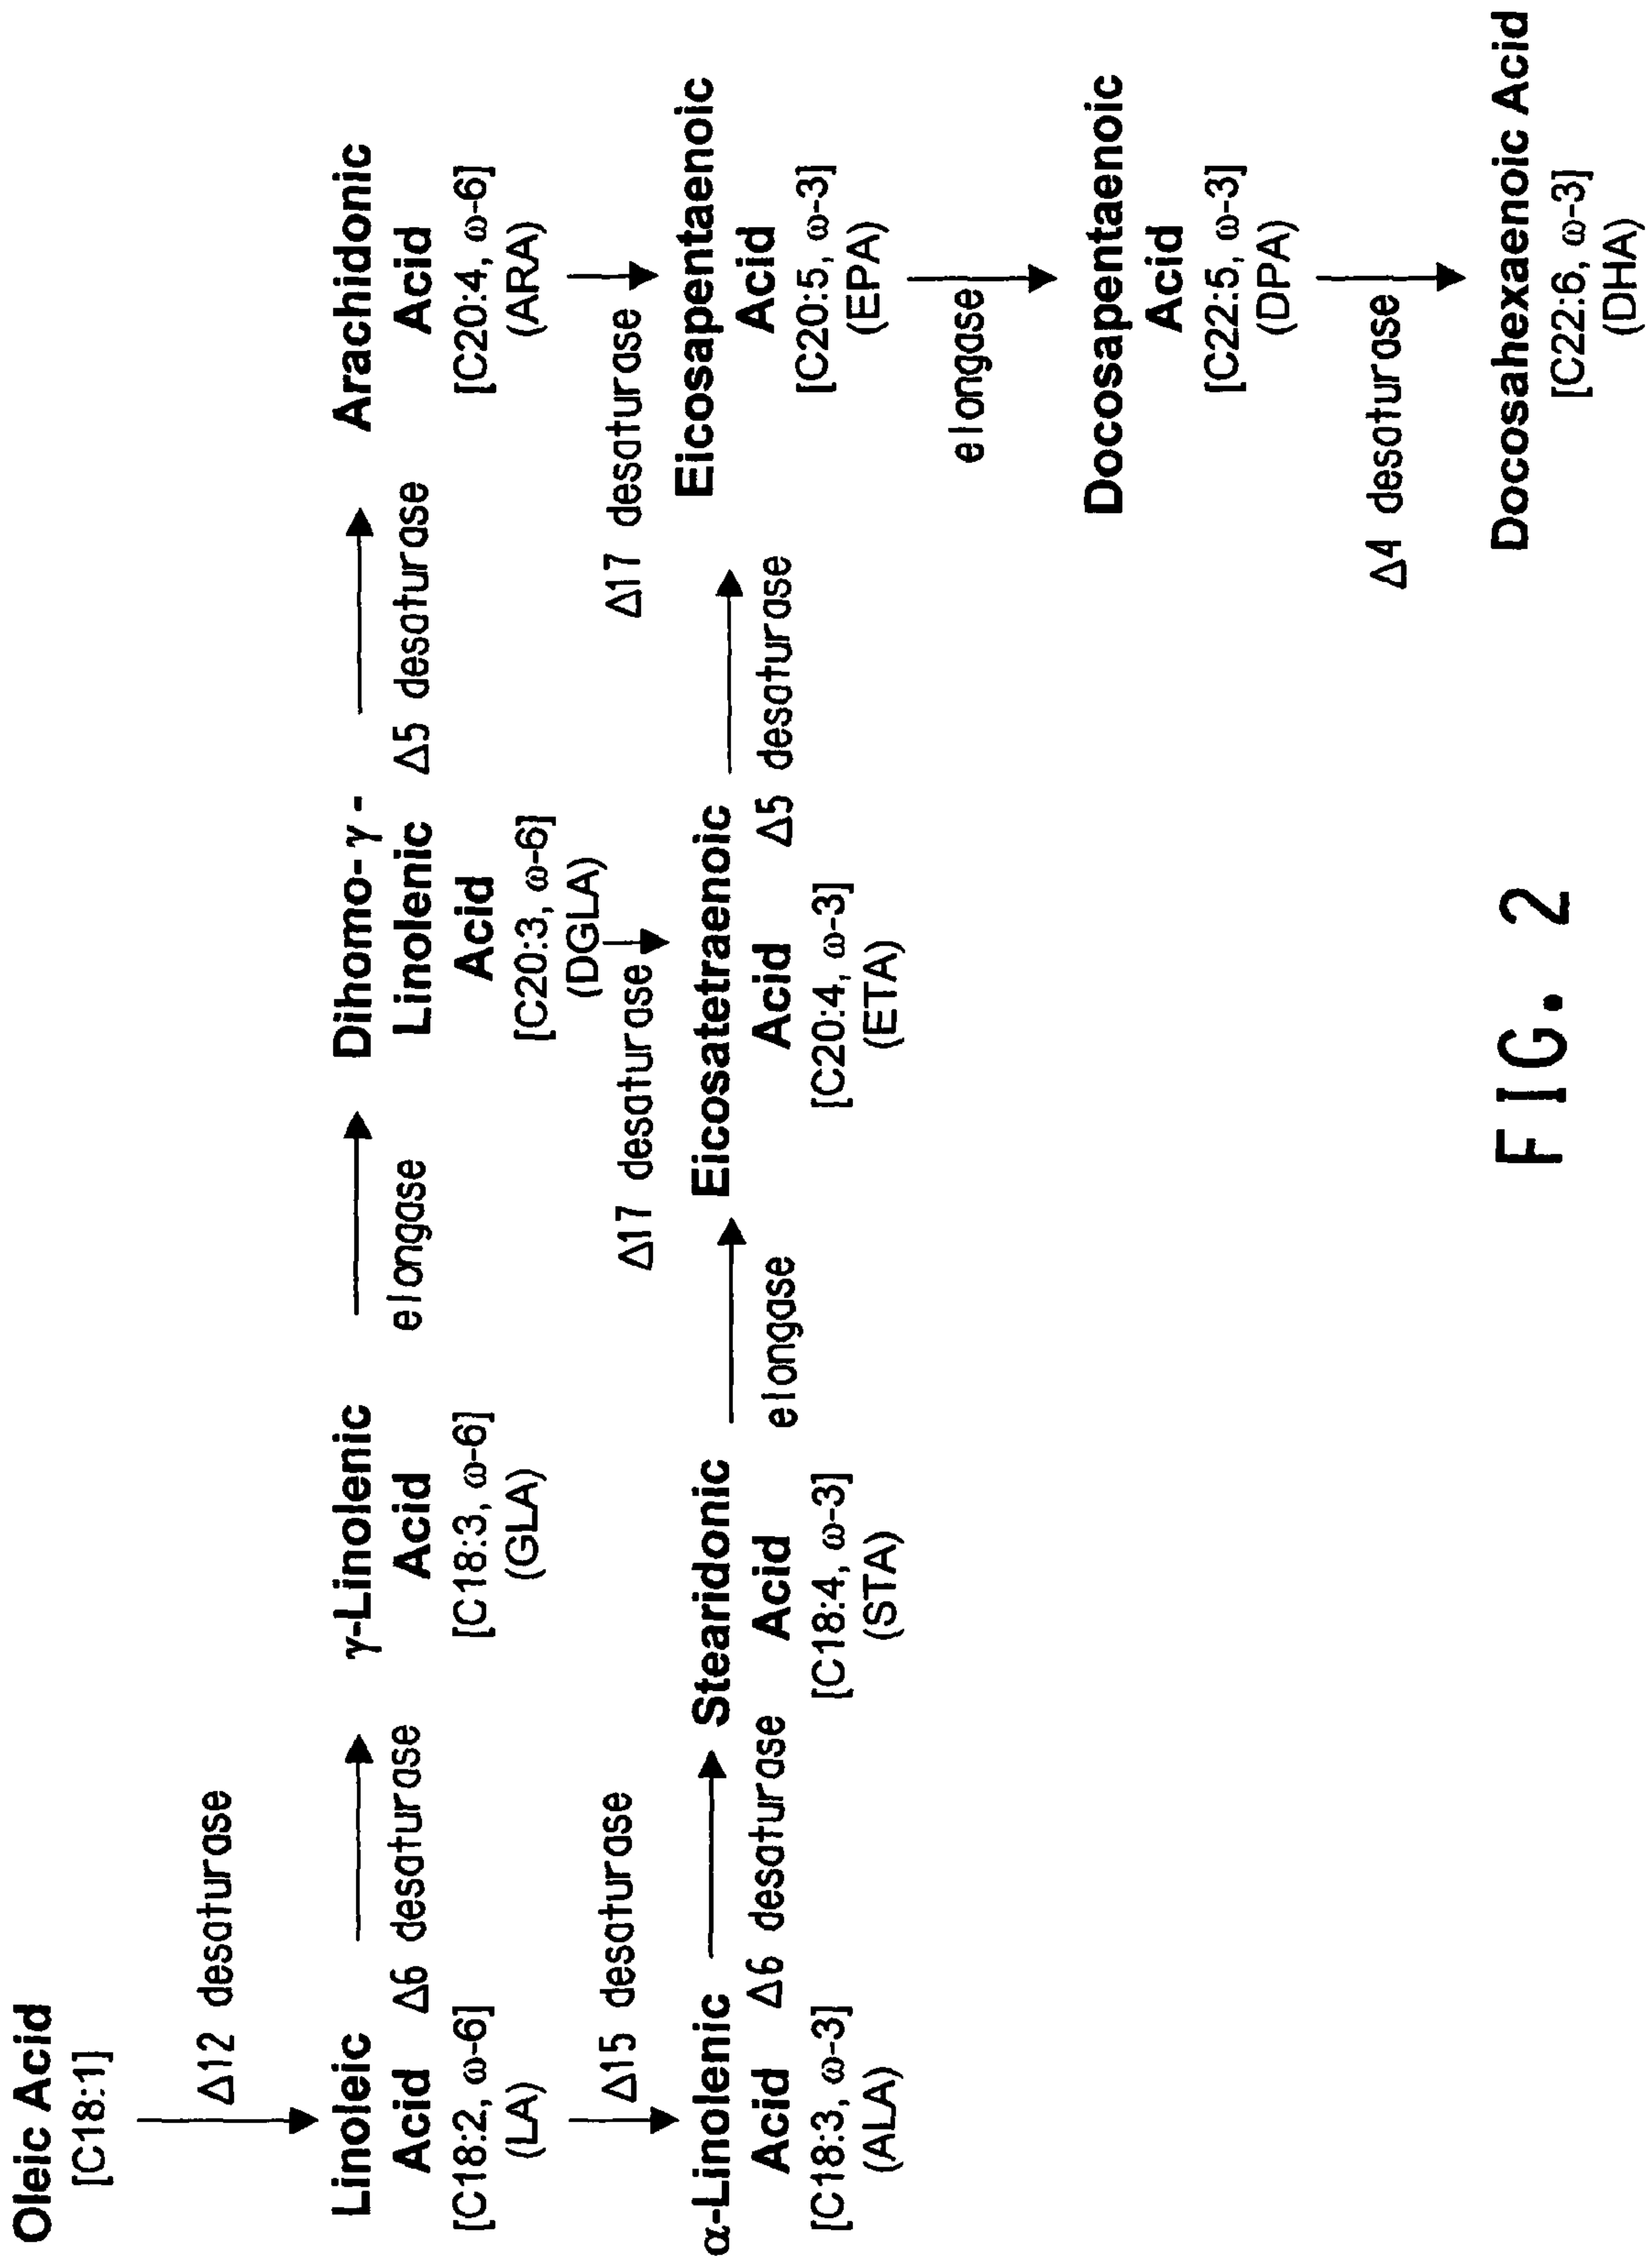 Oleic Acid
[C18:1]
Δ12 desaturase
Linoleic
Acid
[C18:2, ω-6]
(LA)
Δ6 desaturase
γ-Linolenic
Acid
[C18:3, ω-6]
(GLA)
elongase
Dihomo-γ-
Linolenic
Acid
[C20:3, ω-6]
(DGLA)
Δ5 desaturase
Arachidonic
Acid
[C20:4, ω-6]
(ARA)
Δ15 desaturase
Δ17 desaturase
Δ17 desaturase
α-Linolenic
Acid
[C18:3, ω-3]
(ALA)
Δ6 desaturase
Stearidonic
Acid
[C18:4, ω-3]
(STA)
elongase
Eicosatetraenoic
Acid
[C20:4, ω-3]
(ETA)
Δ5 desaturase
Eicosapentaenoic
Acid
[C20:5, ω-3]
(EPA)
elongase
Docosapentaenoic
Acid
[C22:5, ω-3]
(DPA)
Δ4 desaturase
Docosahexaenoic Acid
[C22:6, ω-3]
(DHA)
FIG. 2